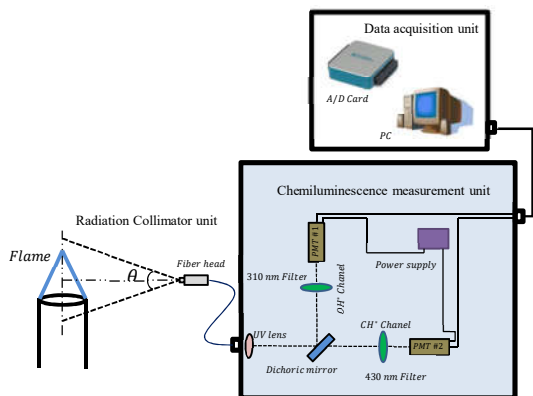 Data acquisition unit
A/D Card
PC
Chemiluminescence measurement unit
Radiation Collimator unit
PMT #1
Flame
θ
Fiber head
310 nm Filter
Power supply
OH* Chanel
CH* Chanel
UV lens
PMT #2
Dichoric mirror
430 nm Filter